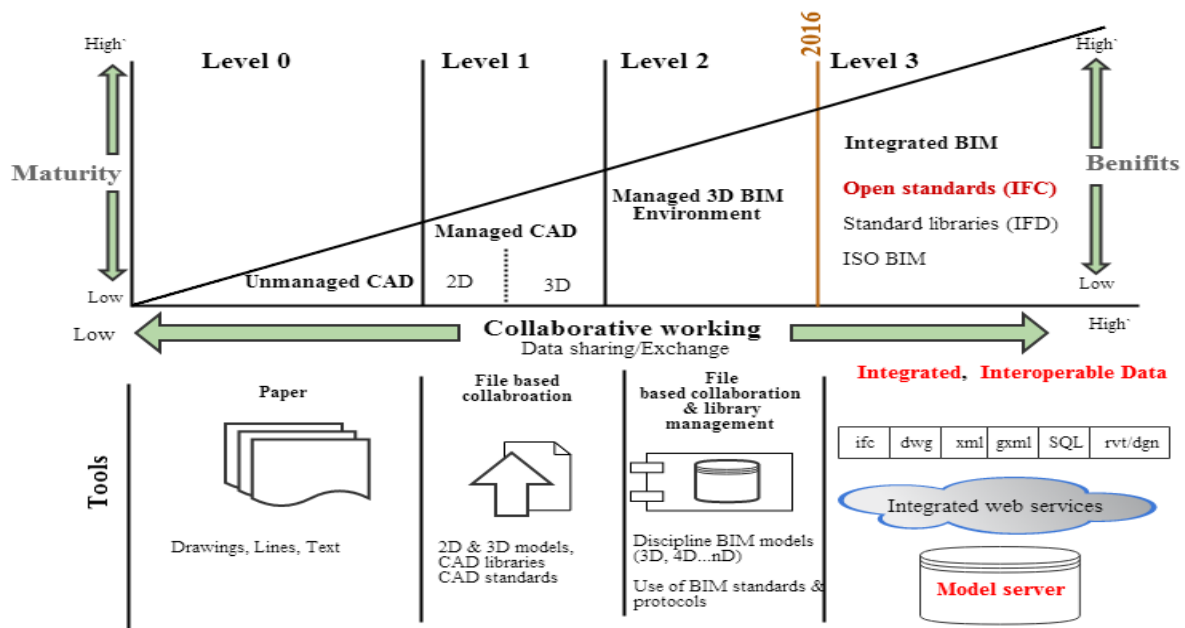 2016
High`
Level 0
Level 1
Level 2
Level 3
High`
Maturity
Benifits
Integrated BIM
Open standards (IFC)
Standard libraries (IFD)
ISO BIM
Managed 3D BIM
Environment
Managed CAD
2D
3D
Unmanaged CAD
Low
Low
Low
Collaborative working
Data sharing/Exchange
High`
Tools
Paper
Drawings, Lines, Text
File based
collabroation
2D & 3D models,
CAD libraries
CAD standards
File
based collaboration
& library
management
Discipline BIM models
(3D, 4D...nD)
Use of BIM standards &
protocols
Integrated, Interoperable Data
ifc dwg xml gxml SQL rvt/dgn
Integrated web services
Model server